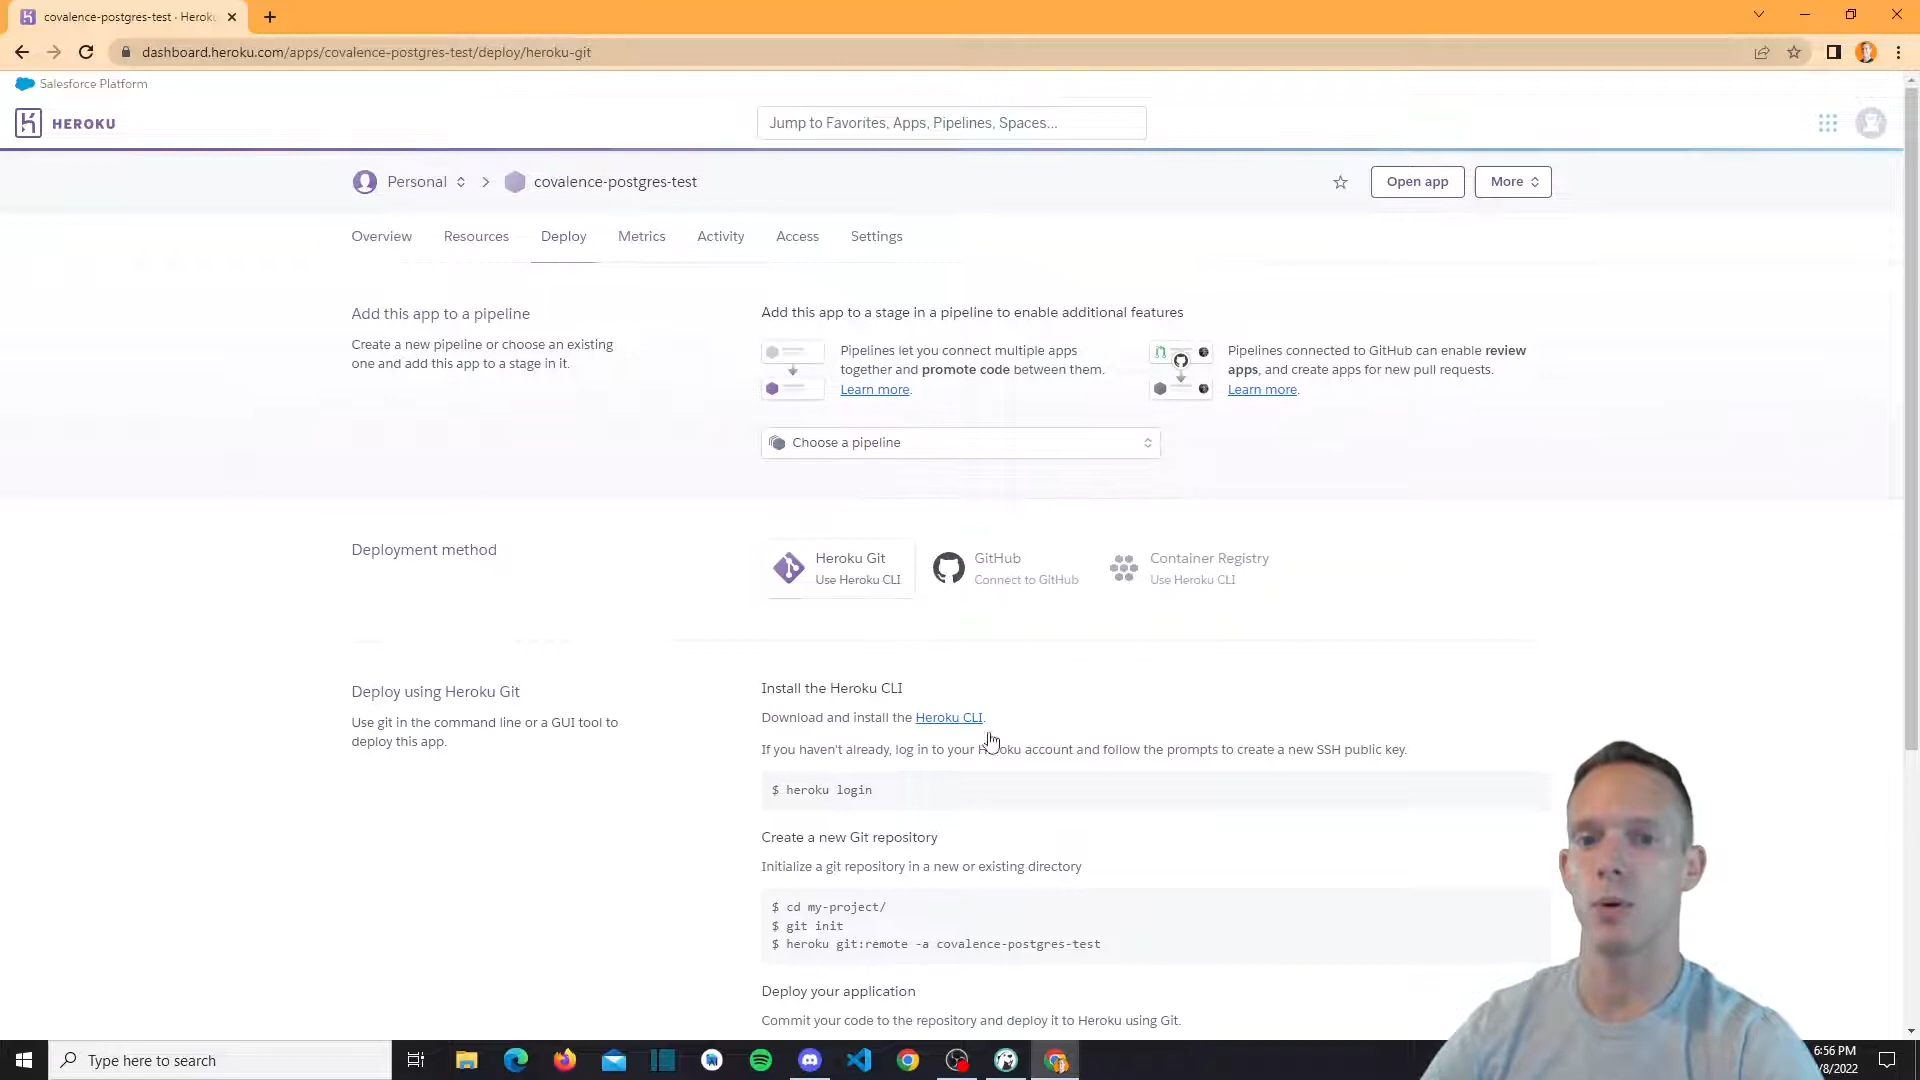 covalence-postgres-test · Heroku
dashboard.heroku.com/apps/covalence-postgres-test/deploy/heroku-git
Salesforce Platform
HEROKU
Jump to Favorites, Apps, Pipelines, Spaces...
Personal
covalence-postgres-test
Open app
More
Overview
Resources
Deploy
Metrics
Activity
Access
Settings
Add this app to a pipeline
Create a new pipeline or choose an existing
one and add this app to a stage in it.
Add this app to a stage in a pipeline to enable additional features
Pipelines let you connect multiple apps
together and promote code between them.
Learn more.
Pipelines connected to GitHub can enable review
apps, and create apps for new pull requests.
Learn more.
Choose a pipeline
Deployment method
Heroku Git
Use Heroku CLI
GitHub
Connect to GitHub
Container Registry
Use Heroku CLI
Deploy using Heroku Git
Use git in the command line or a GUI tool to
deploy this app.
Install the Heroku CLI
Download and install the Heroku CLI.
If you haven't already, log in to your Heroku account and follow the prompts to create a new SSH public key.
$ heroku login
Create a new Git repository
Initialize a git repository in a new or existing directory
$ cd my-project/
$ git init
$ heroku git:remote -a covalence-postgres-test
Deploy your application
Commit your code to the repository and deploy it to Heroku using Git.
Type here to search
6:56 PM
/8/2022